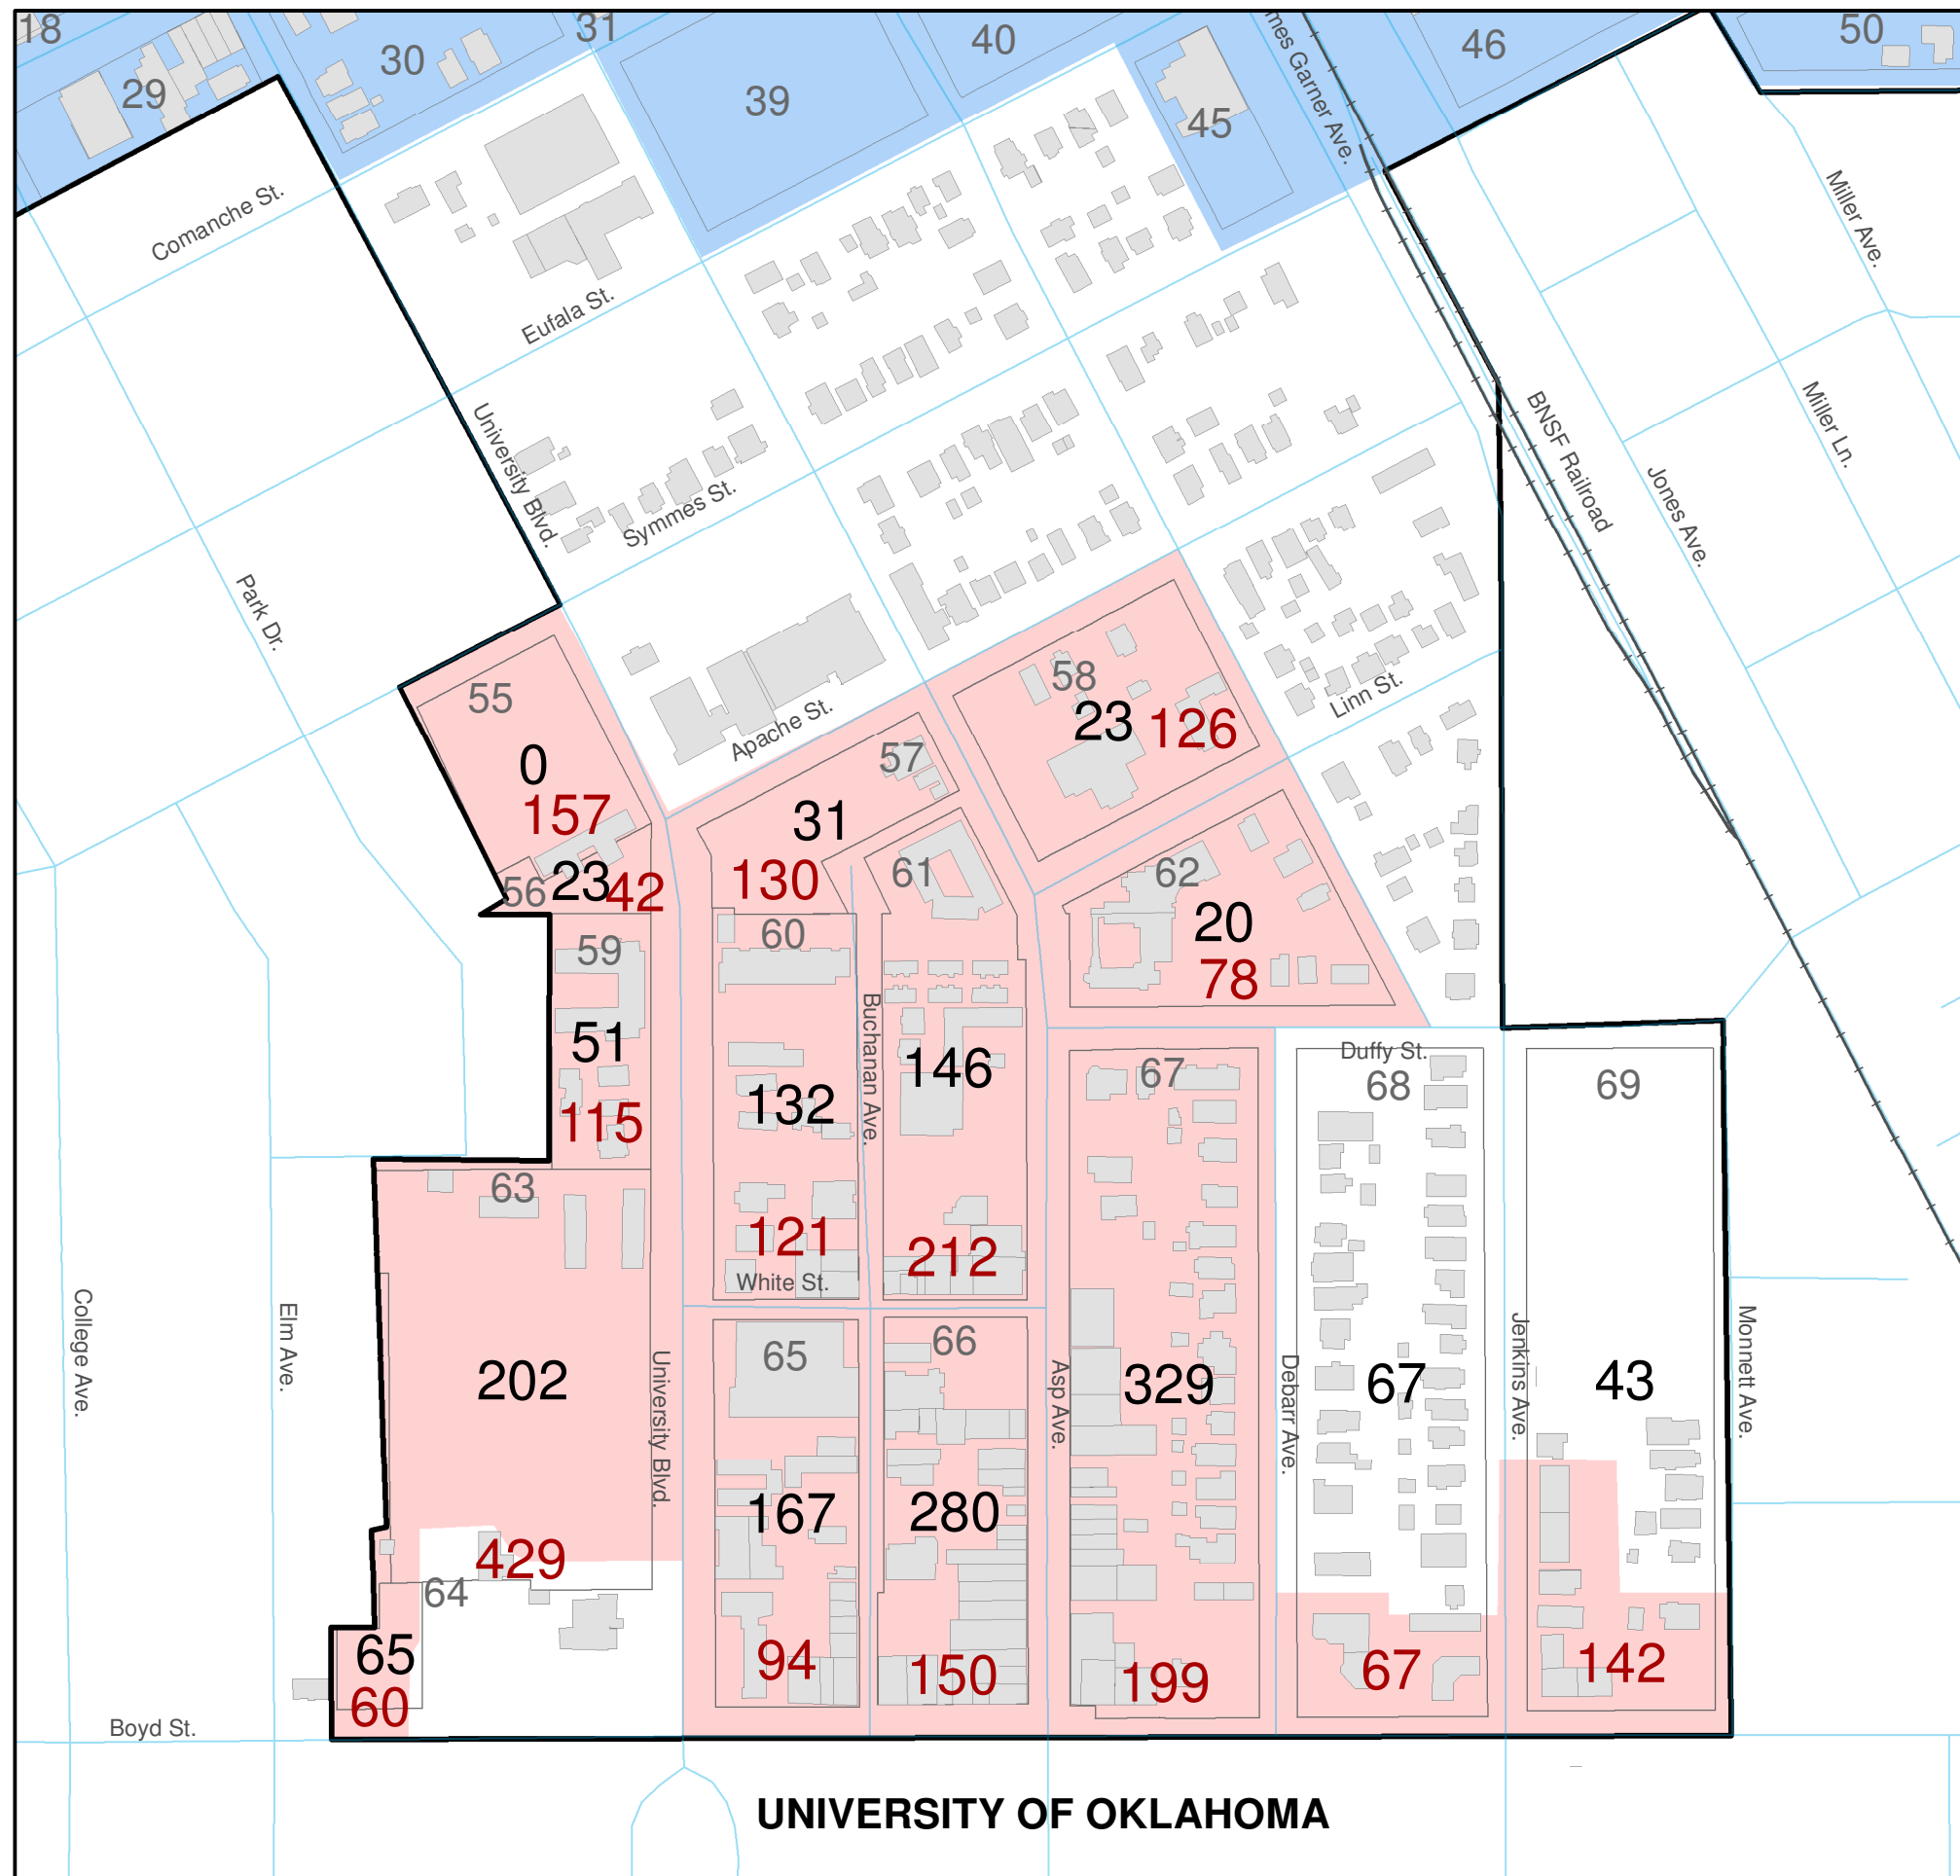 18
29
30
31
39
40
45
46
50
mes Garner Ave.
Comanche St.
Eufala St.
University Blvd.
Symmes St.
Park Dr.
Apache St.
Linn St.
BNSF Railroad
Jones Ave.
Miller Ln.
Miller Ave.
55
0
157
56
23
42
57
31
130
58
23
126
59
51
115
60
132
121
61
146
212
62
20
78
Buchanan Ave.
White St.
63
202
429
64
65
60
65
167
94
66
280
150
67
329
199
Duffy St.
68
67
67
69
43
142
College Ave.
Elm Ave.
University Blvd.
Asp Ave.
Debarr Ave.
Jenkins Ave.
Monnett Ave.
Boyd St.
UNIVERSITY OF OKLAHOMA